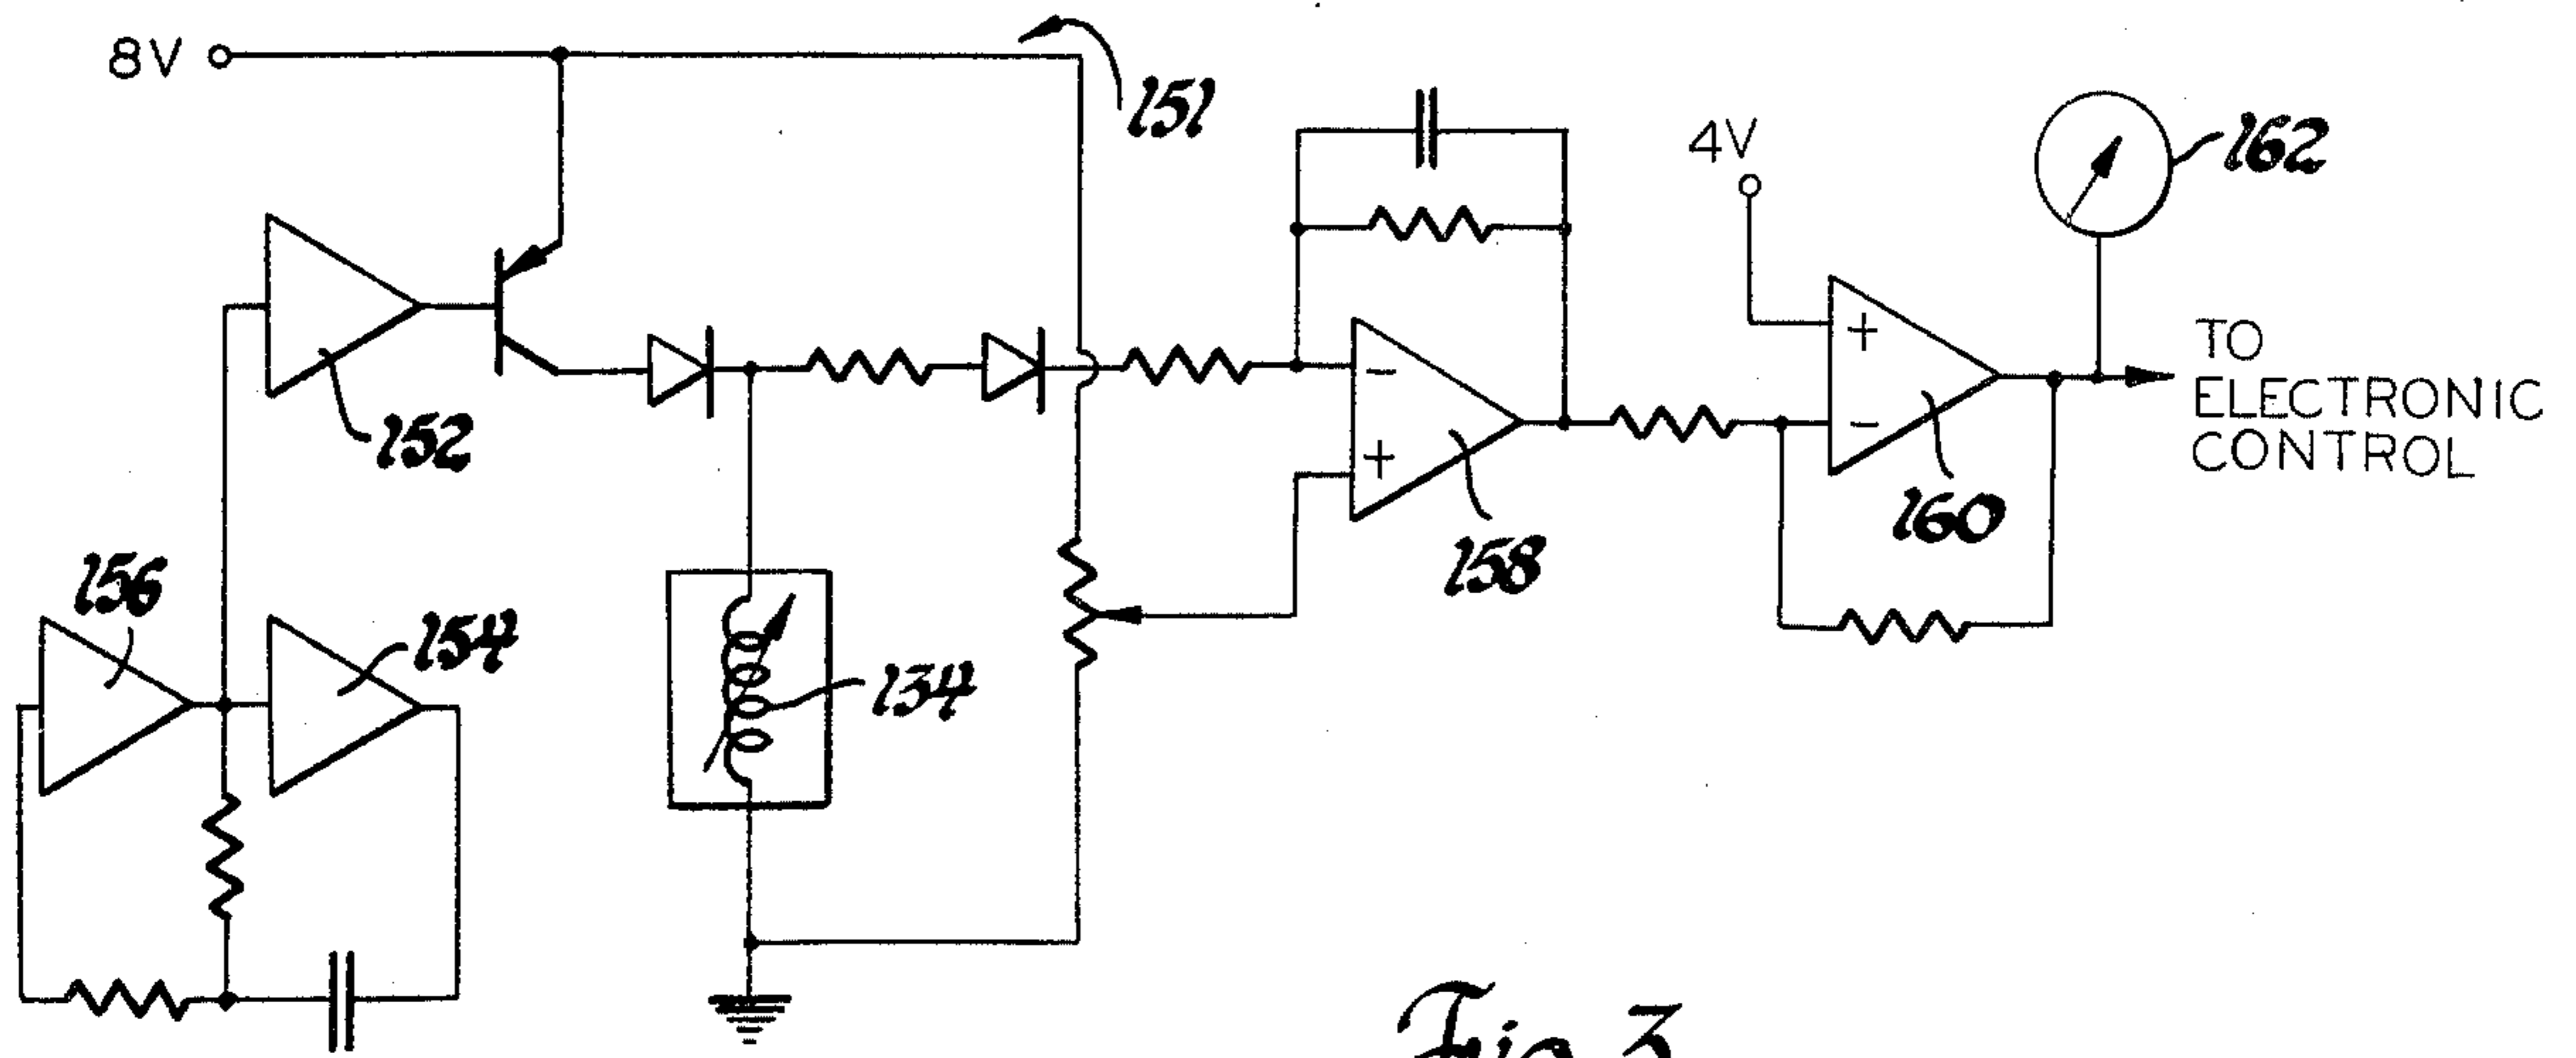 8V
151
4V
162
152
TO
ELECTRONIC
CONTROL
160
158
156
154
134
+
−
−
+
Fig. 3